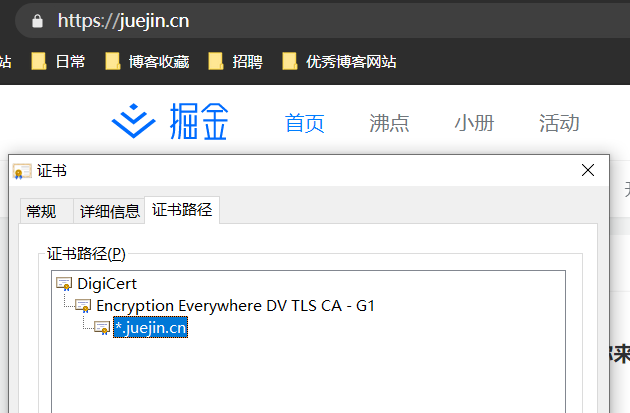 https://juejin.cn
站 日常 博客收藏 招聘 优秀博客网站
掘金 首页 沸点 小册 活动
证书
常规 详细信息 证书路径
证书路径(P)
DigiCert
Encryption Everywhere DV TLS CA - G1
*.juejin.cn
你来